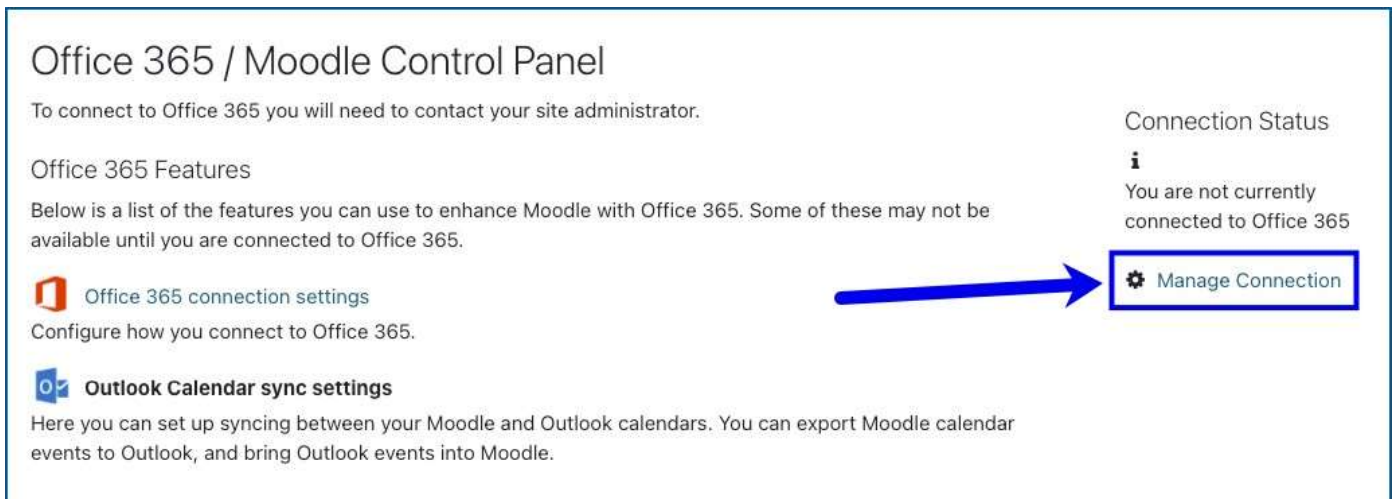 Office 365 / Moodle Control Panel
To connect to Office 365 you will need to contact your site administrator.
Office 365 Features
Below is a list of the features you can use to enhance Moodle with Office 365. Some of these may not be
available until you are connected to Office 365.
Office 365 connection settings
Configure how you connect to Office 365.
Outlook Calendar sync settings
Here you can set up syncing between your Moodle and Outlook calendars. You can export Moodle calendar
events to Outlook, and bring Outlook events into Moodle.
Connection Status
You are not currently
connected to Office 365
Manage Connection